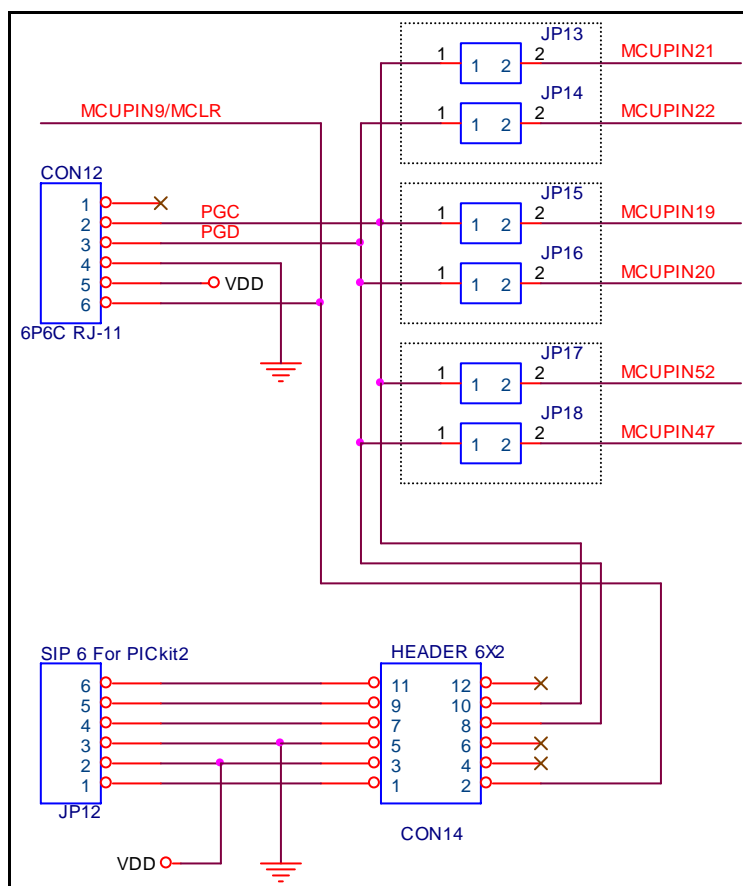 JP13
1 1 2 2 MCUPIN21
JP14
1 1 2 2 MCUPIN22
MCUPIN9/MCLR
CON12
1
2 PGC
3 PGD
4
5 VDD
6
6P6C RJ-11
JP15
1 1 2 2 MCUPIN19
JP16
1 1 2 2 MCUPIN20
JP17
1 1 2 2 MCUPIN52
JP18
1 1 2 2 MCUPIN47
SIP 6 For PICkit2
HEADER 6X2
6 11 12
5 9 10
4 7 8
3 5 6
2 3 4
1 1 2
JP12
CON14
VDD